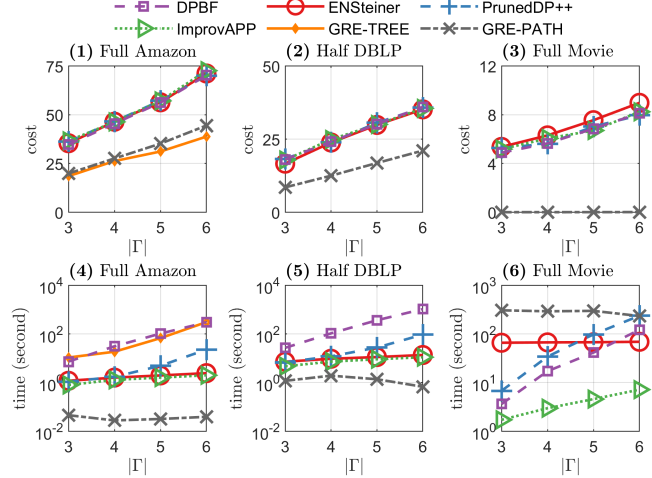 DPBF ENSteiner PrunedDP++
ImprovAPP GRE-TREE GRE-PATH
(1) Full Amazon (2) Half DBLP (3) Full Movie
75 50 12
50 25 8
25 4
0 0 0
cost cost cost
3 4 5 6 3 4 5 6 3 4 5 6
|Γ| |Γ| |Γ|
(4) Full Amazon (5) Half DBLP (6) Full Movie
10^4 10^4 10^3
10^2 10^2 10^2
10^0 10^0 10^1
10^-2 10^-2 10^0
time (second) time (second) time (second)
3 4 5 6 3 4 5 6 3 4 5 6
|Γ| |Γ| |Γ|